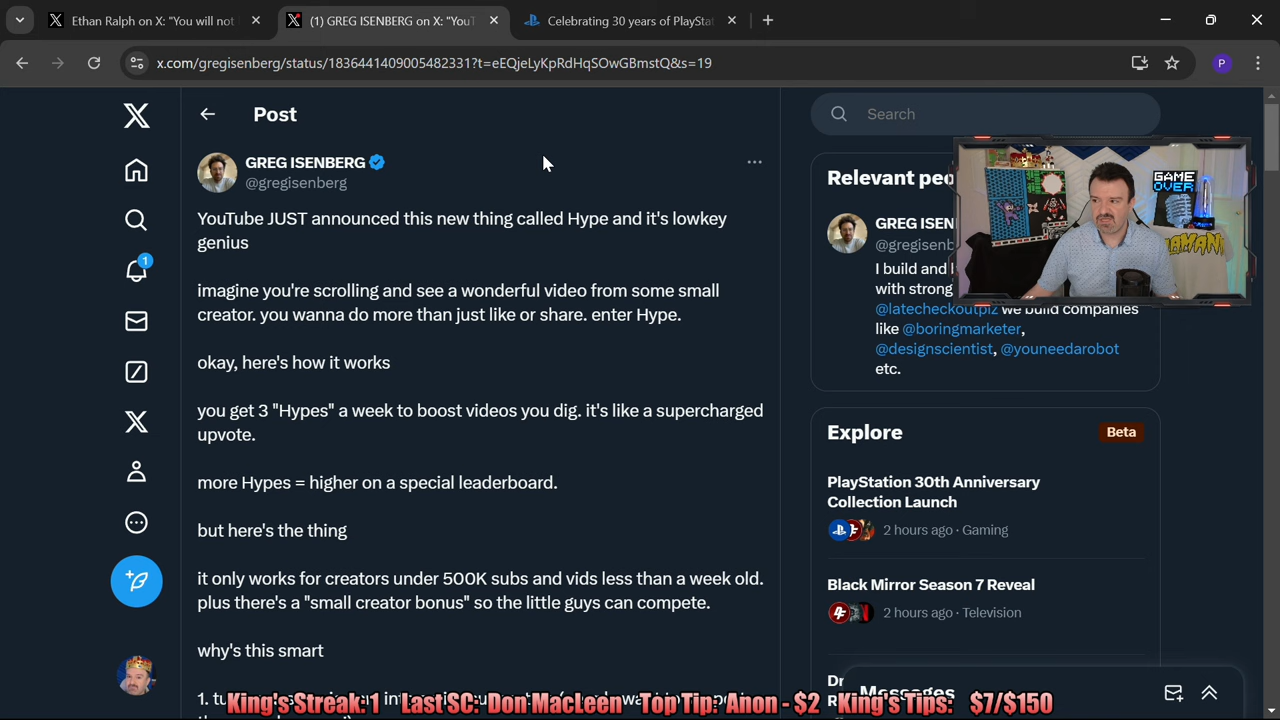 Ethan Ralph on X: "You will not
(1) GREG ISENBERG on X: "YouT
Celebrating 30 years of PlayStat
x.com/gregisenberg/status/1836441409005482331?t=eEQjeLyKpRdHqSOwGBmstQ&s=19
P
Post
Search
GREG ISENBERG
@gregisenberg
YouTube JUST announced this new thing called Hype and it's lowkey
genius
imagine you're scrolling and see a wonderful video from some small
creator. you wanna do more than just like or share. enter Hype.
okay, here's how it works
you get 3 "Hypes" a week to boost videos you dig. it's like a supercharged
upvote.
more Hypes = higher on a special leaderboard.
but here's the thing
it only works for creators under 500K subs and vids less than a week old.
plus there's a "small creator bonus" so the little guys can compete.
why's this smart
1
Relevant peo
GREG ISEN
@gregisenb
I build and
with strong
@latecheckoutplz we build companies
like @boringmarketer,
@designscientist, @youneedarobot
etc.
GAME
OVER
Explore
Beta
PlayStation 30th Anniversary
Collection Launch
2 hours ago · Gaming
Black Mirror Season 7 Reveal
2 hours ago · Television
Messages
King's Streak: 1 Last SC: Don MacLeen Top Tip: Anon - $2 King's Tips: $7/$150